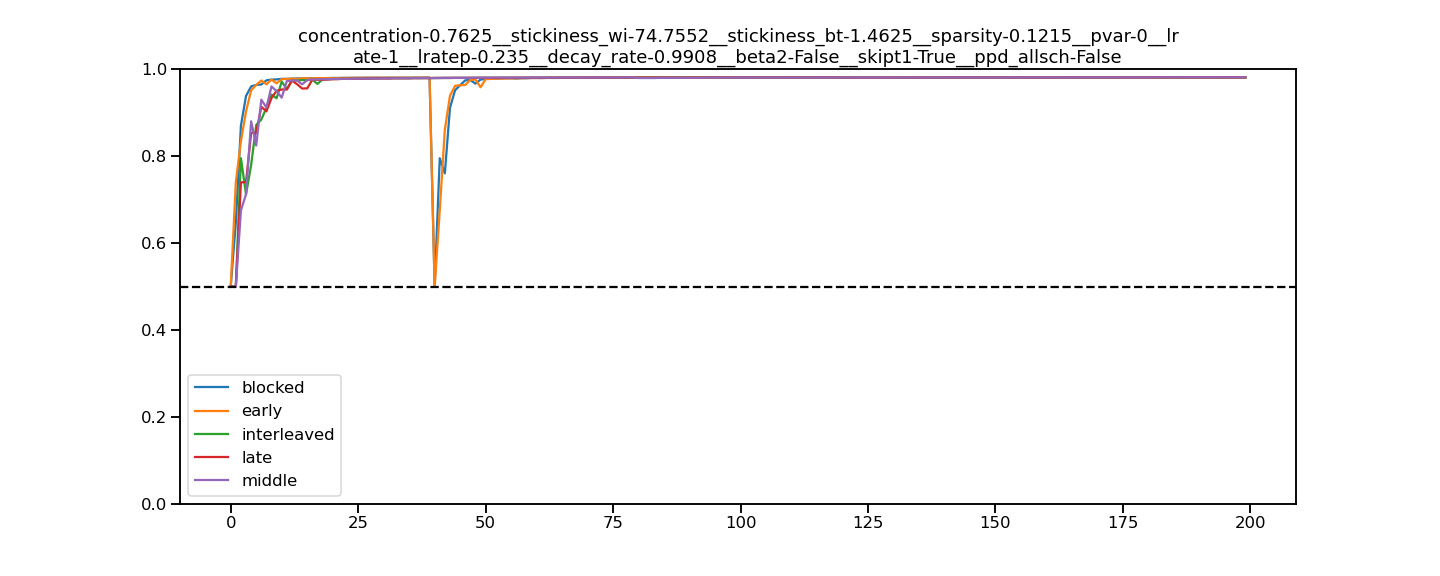 concentration-0.7625__stickiness_wi-74.7552__stickiness_bt-1.4625__sparsity-0.1215__pvar-0__lr
ate-1__lratep-0.235__decay_rate-0.9908__beta2-False__skipt1-True__ppd_allsch-False
1.0
0.8
0.6
0.4
0.2
0.0
blocked
early
interleaved
late
middle
0 25 50 75 100 125 150 175 200